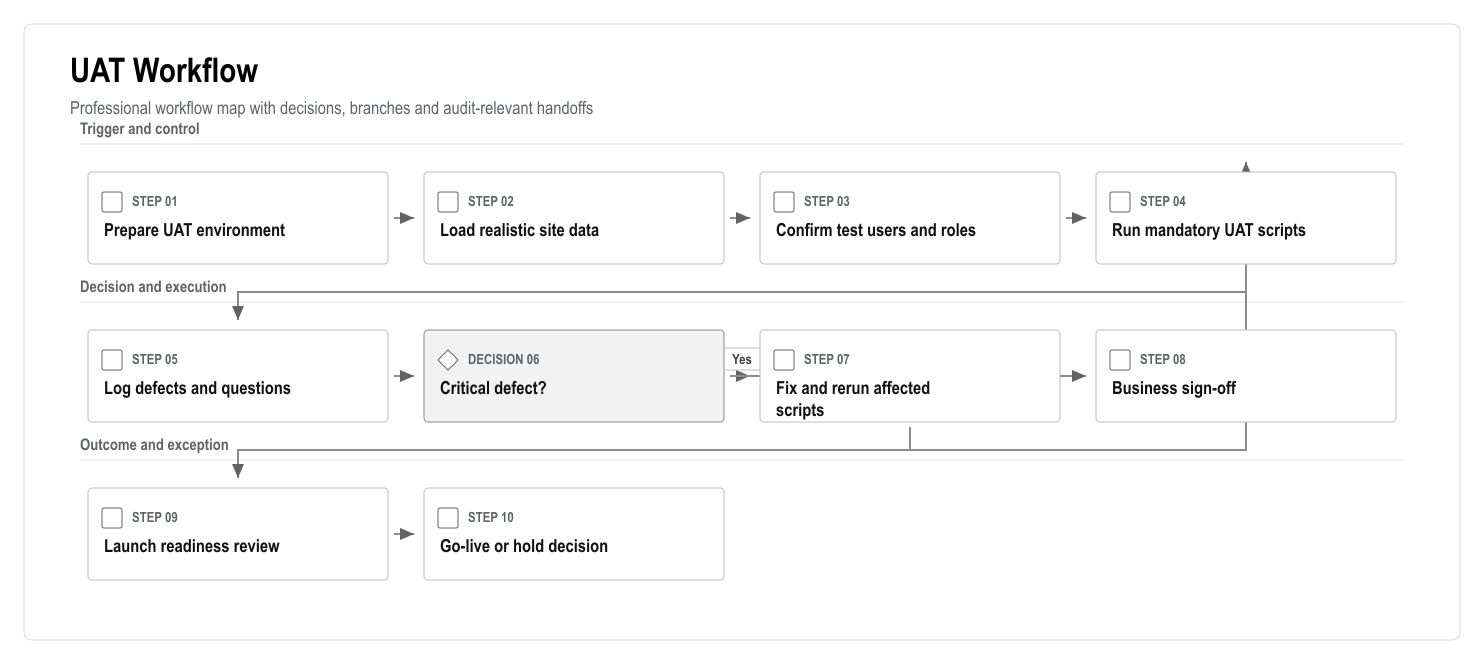 UAT Workflow
Professional workflow map with decisions, branches and audit-relevant handoffs
Trigger and control
STEP 01
Prepare UAT environment
STEP 02
Load realistic site data
STEP 03
Confirm test users and roles
STEP 04
Run mandatory UAT scripts
Decision and execution
STEP 05
Log defects and questions
DECISION 06
Critical defect?
Yes
STEP 07
Fix and rerun affected
scripts
STEP 08
Business sign-off
Outcome and exception
STEP 09
Launch readiness review
STEP 10
Go-live or hold decision